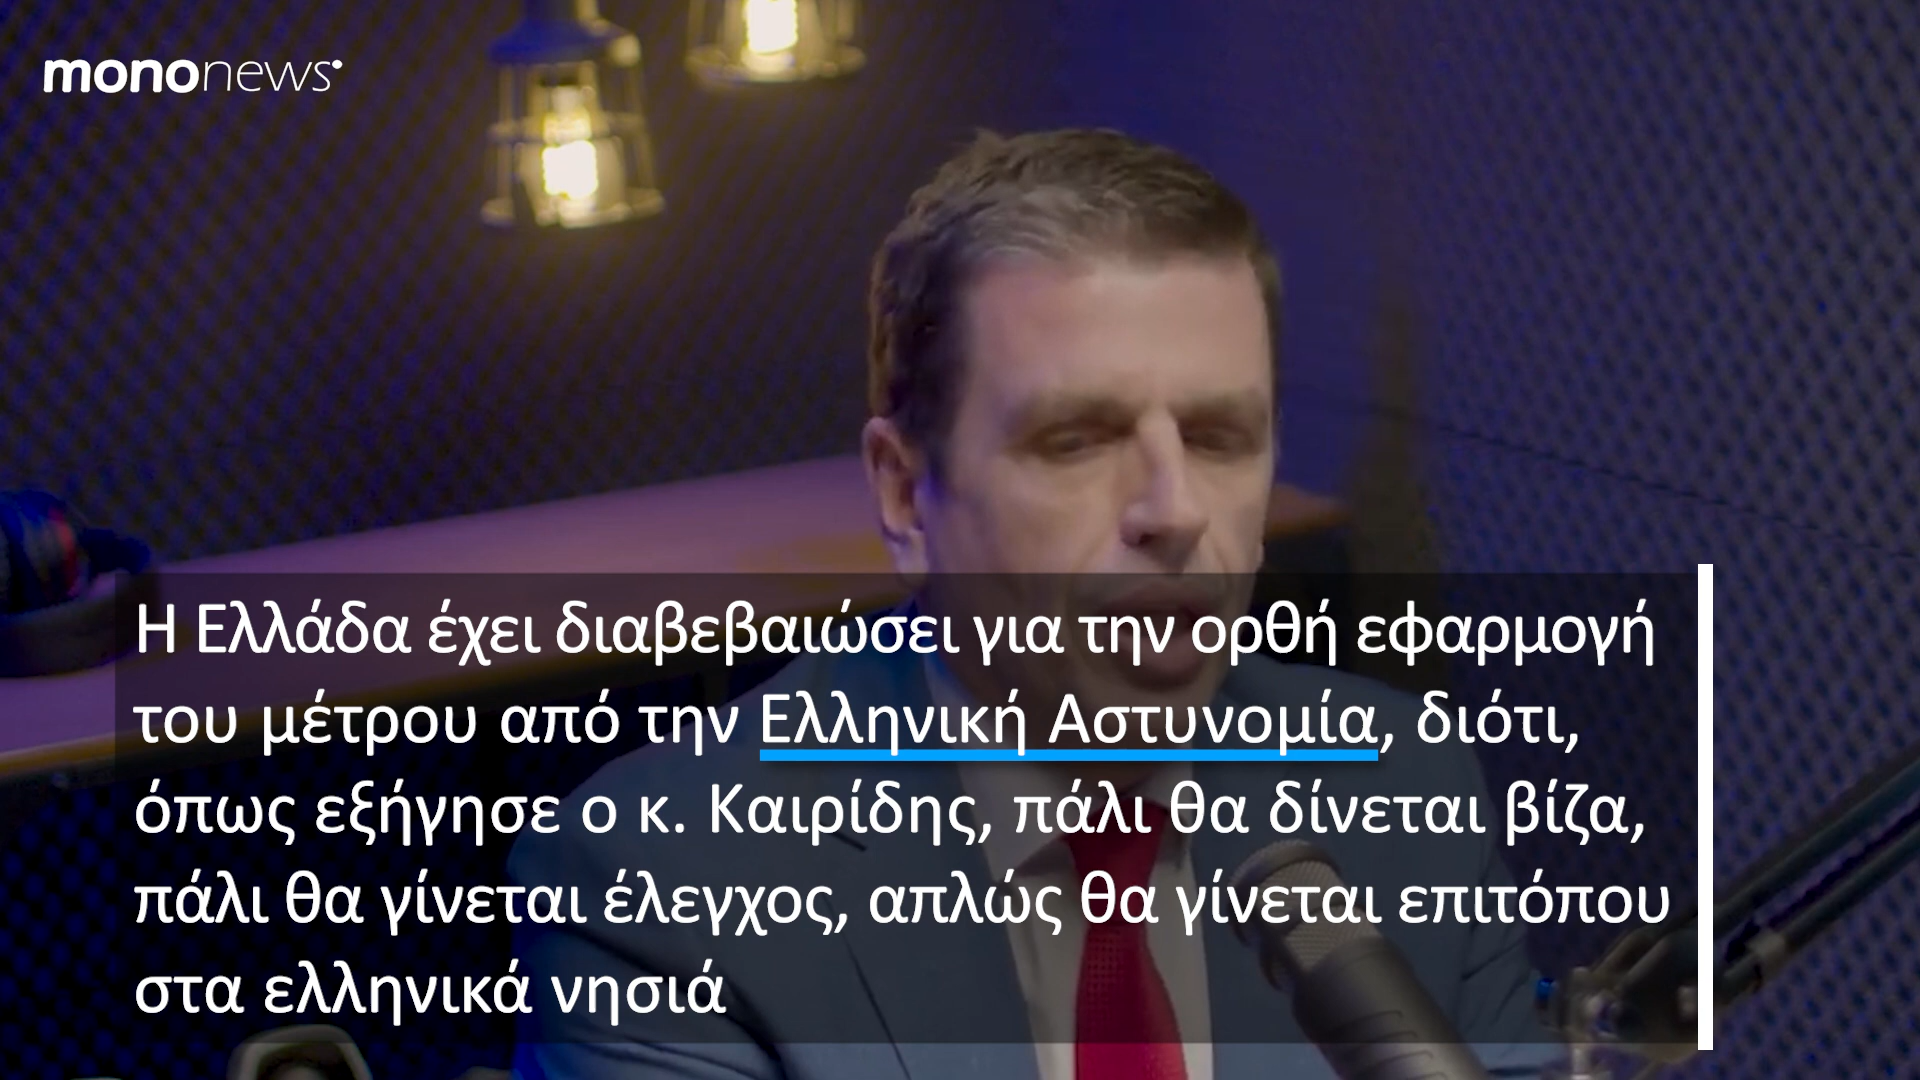 mononews
Η Ελλάδα έχει διαβεβαιώσει για την ορθή εφαρμογή
του μέτρου από την Ελληνική Αστυνομία, διότι,
όπως εξήγησε ο κ. Καιρίδης, πάλι θα δίνεται βίζα,
πάλι θα γίνεται έλεγχος, απλώς θα γίνεται επιτόπου
στα ελληνικά νησιά